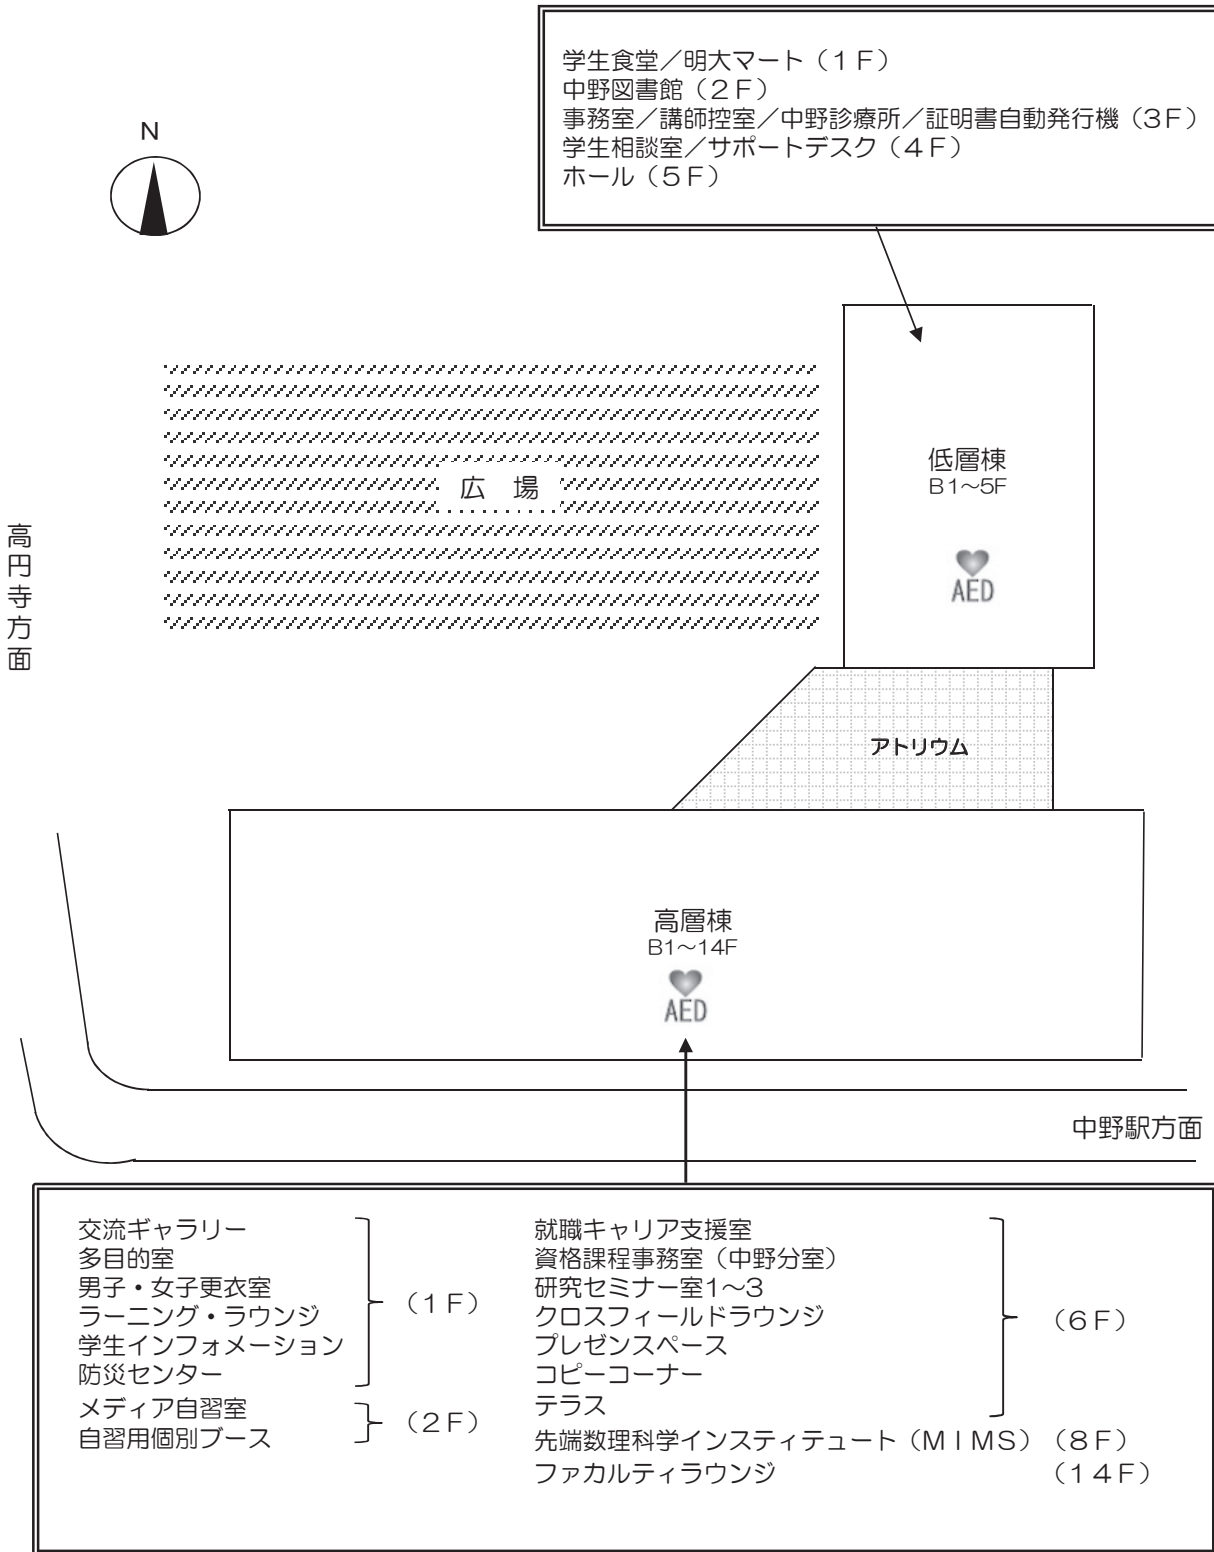 学生食堂／明大マート（１Ｆ）
中野図書館（２Ｆ）
事務室／講師控室／中野診療所／証明書自動発行機（3Ｆ）
学生相談室／サポートデスク（４Ｆ）
ホール（５Ｆ）
N
低層棟
B1～5F
AED
広　場
高円寺方面
アトリウム
高層棟
B1～14F
AED
中野駅方面
交流ギャラリー
多目的室
男子・女子更衣室
ラーニング・ラウンジ
学生インフォメーション
防災センター
（１Ｆ）
メディア自習室
自習用個別ブース
（２Ｆ）
就職キャリア支援室
資格課程事務室（中野分室）
研究セミナー室1～3
クロスフィールドラウンジ
プレゼンスペース
コピーコーナー
テラス
（６Ｆ）
先端数理科学インスティテュート（ＭＩＭＳ）（８Ｆ）
ファカルティラウンジ（１４Ｆ）